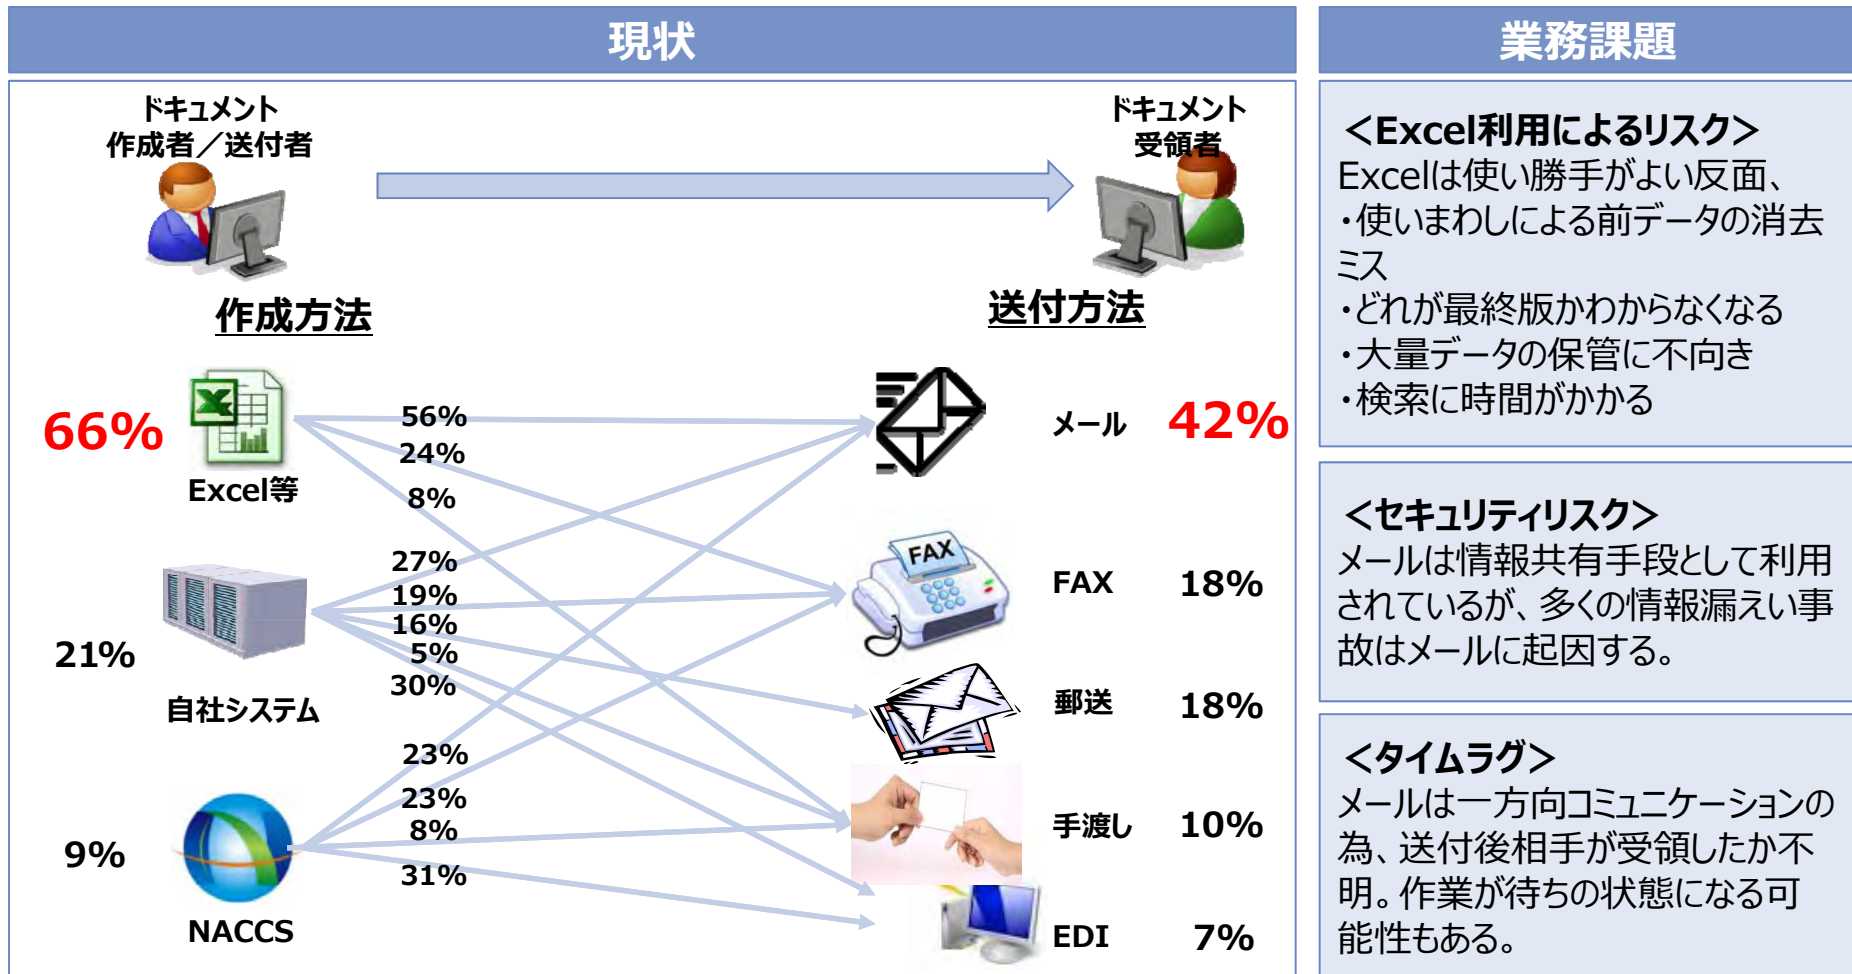 現状
ドキュメント
作成者／送付者
ドキュメント
受領者
作成方法
送付方法
66%
Excel等
21%
自社システム
9%
NACCS
56%
24%
8%
27%
19%
16%
5%
30%
23%
23%
8%
31%
メール 42%
FAX
FAX 18%
郵送 18%
手渡し 10%
EDI 7%
業務課題
＜Excel利用によるリスク＞
Excelは使い勝手がよい反面、
・使いまわしによる前データの消去
ミス
・どれが最終版かわからなくなる
・大量データの保管に不向き
・検索に時間がかかる
＜セキュリティリスク＞
メールは情報共有手段として利用
されているが、多くの情報漏えい事
故はメールに起因する。
＜タイムラグ＞
メールは一方向コミュニケーションの
為、送付後相手が受領したか不
明。作業が待ちの状態になる可
能性もある。